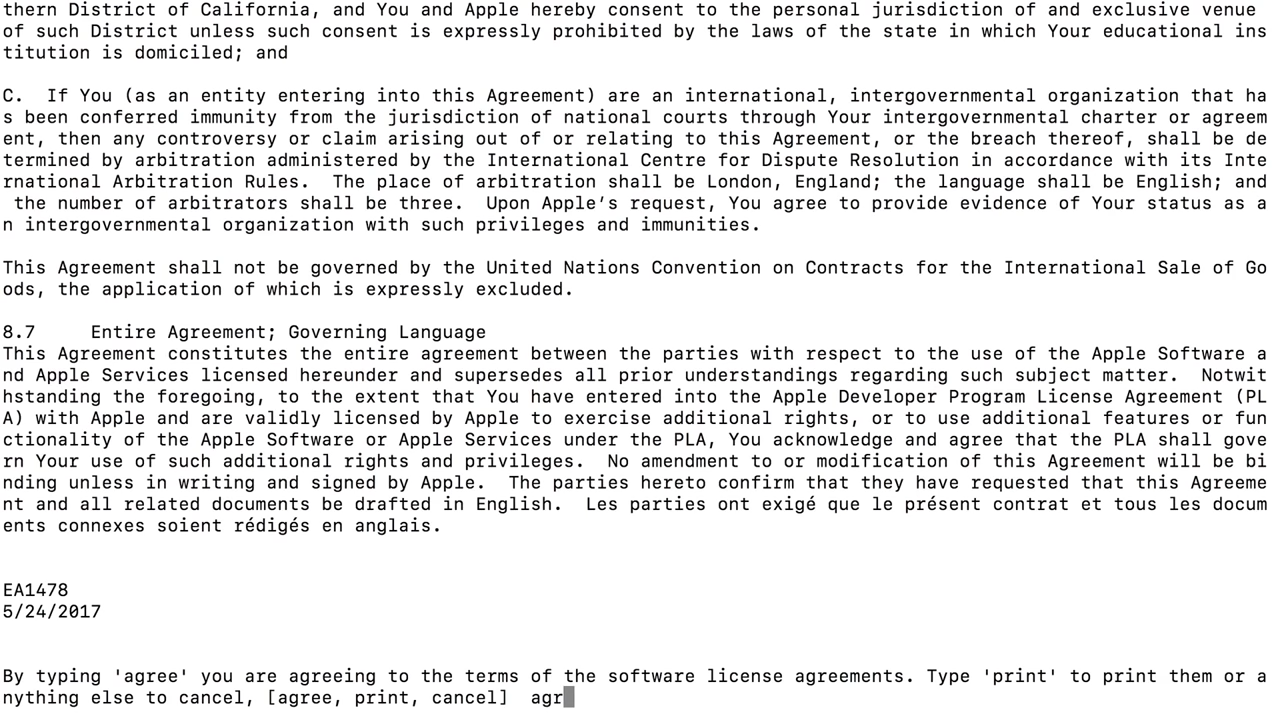 thern District of California, and You and Apple hereby consent to the personal jurisdiction of and exclusive venue
of such District unless such consent is expressly prohibited by the laws of the state in which Your educational ins
titution is domiciled; and
C.  If You (as an entity entering into this Agreement) are an international, intergovernmental organization that ha
s been conferred immunity from the jurisdiction of national courts through Your intergovernmental charter or agreem
ent, then any controversy or claim arising out of or relating to this Agreement, or the breach thereof, shall be de
termined by arbitration administered by the International Centre for Dispute Resolution in accordance with its Inte
rnational Arbitration Rules.  The place of arbitration shall be London, England; the language shall be English; and
 the number of arbitrators shall be three.  Upon Apple’s request, You agree to provide evidence of Your status as a
n intergovernmental organization with such privileges and immunities.
This Agreement shall not be governed by the United Nations Convention on Contracts for the International Sale of Go
ods, the application of which is expressly excluded.
8.7     Entire Agreement; Governing Language
This Agreement constitutes the entire agreement between the parties with respect to the use of the Apple Software a
nd Apple Services licensed hereunder and supersedes all prior understandings regarding such subject matter.  Notwit
hstanding the foregoing, to the extent that You have entered into the Apple Developer Program License Agreement (PL
A) with Apple and are validly licensed by Apple to exercise additional rights, or to use additional features or fun
ctionality of the Apple Software or Apple Services under the PLA, You acknowledge and agree that the PLA shall gove
rn Your use of such additional rights and privileges.  No amendment to or modification of this Agreement will be bi
nding unless in writing and signed by Apple.  The parties hereto confirm that they have requested that this Agreeme
nt and all related documents be drafted in English.  Les parties ont exigé que le présent contrat et tous les docum
ents connexes soient rédigés en anglais.
EA1478
5/24/2017
By typing 'agree' you are agreeing to the terms of the software license agreements. Type 'print' to print them or a
nything else to cancel, [agree, print, cancel]  agr